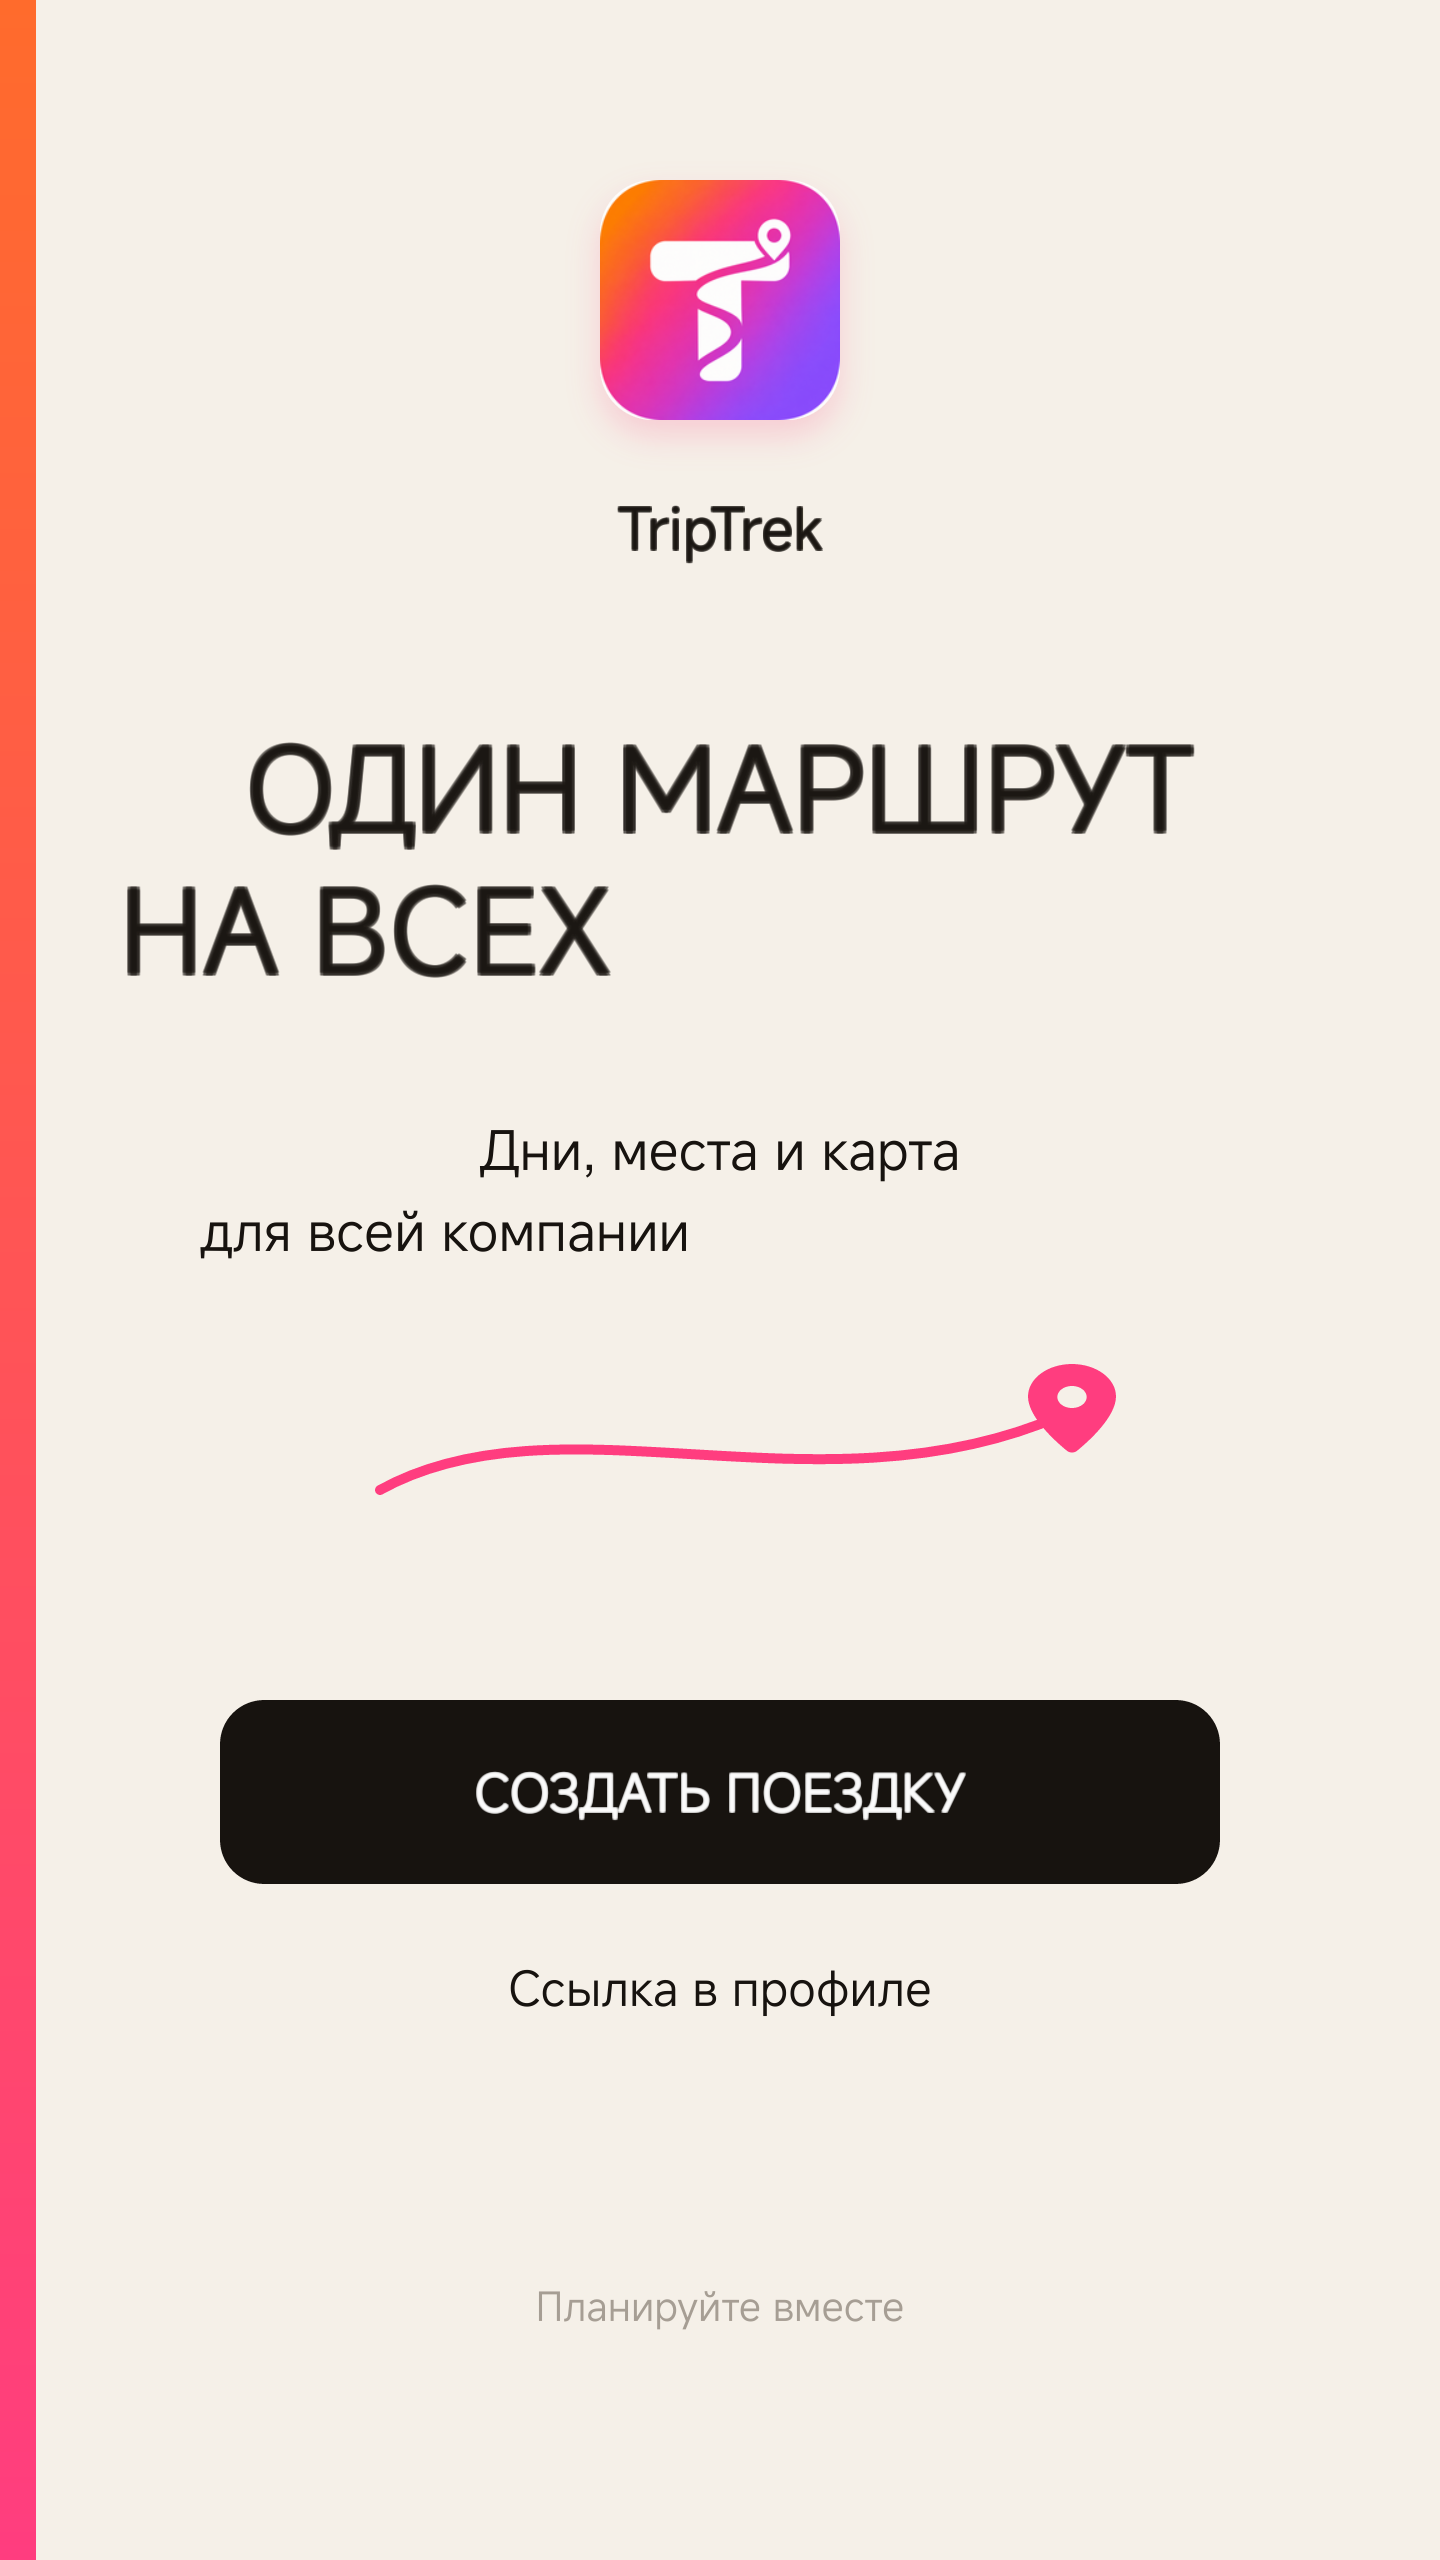 TripTrek
ОДИН МАРШРУТ
НА ВСЕХ
Дни, места и карта
для всей компании
СОЗДАТЬ ПОЕЗДКУ
Ссылка в профиле
Планируйте вместе